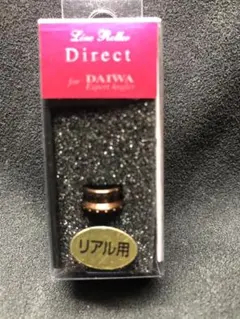 Line Roller
Direct
for DAIWA
Expert Angler
リアル用